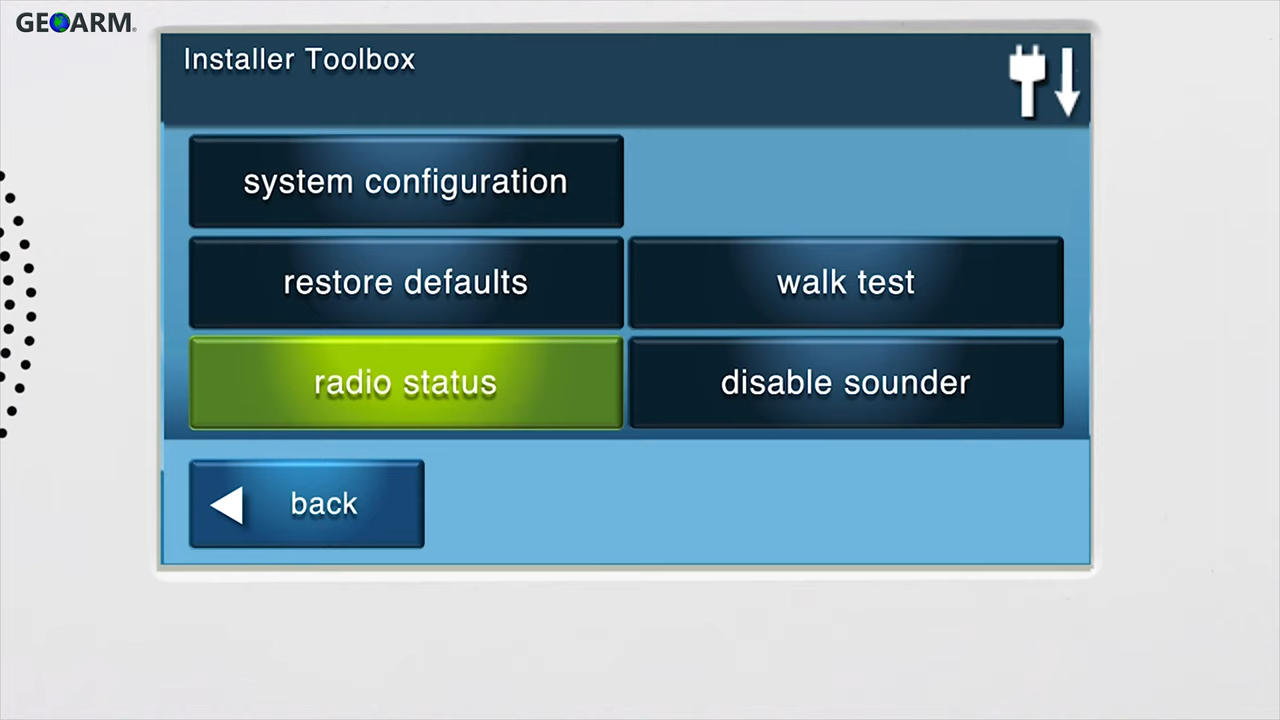 GEOARM®
Installer Toolbox
system configuration
restore defaults
walk test
radio status
disable sounder
back